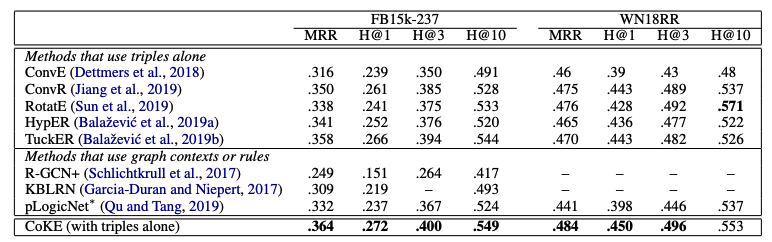 FB15k-237 WN18RR
MRR H@1 H@3 H@10 MRR H@1 H@3 H@10
Methods that use triples alone
ConvE (Dettmers et al., 2018) .316 .239 .350 .491 .46 .39 .43 .48
ConvR (Jiang et al., 2019) .350 .261 .385 .528 .475 .443 .489 .537
RotatE (Sun et al., 2019) .338 .241 .375 .533 .476 .428 .492 .571
HypER (Balažević et al., 2019a) .341 .252 .376 .520 .465 .436 .477 .522
TuckER (Balažević et al., 2019b) .358 .266 .394 .544 .470 .443 .482 .526
Methods that use graph contexts or rules
R-GCN+ (Schlichtkrull et al., 2017) .249 .151 .264 .417 – – – –
KBLRN (Garcia-Duran and Niepert, 2017) .309 .219 – .493 – – – –
pLogicNet* (Qu and Tang, 2019) .332 .237 .367 .524 .441 .398 .446 .537
CoKE (with triples alone) .364 .272 .400 .549 .484 .450 .496 .553